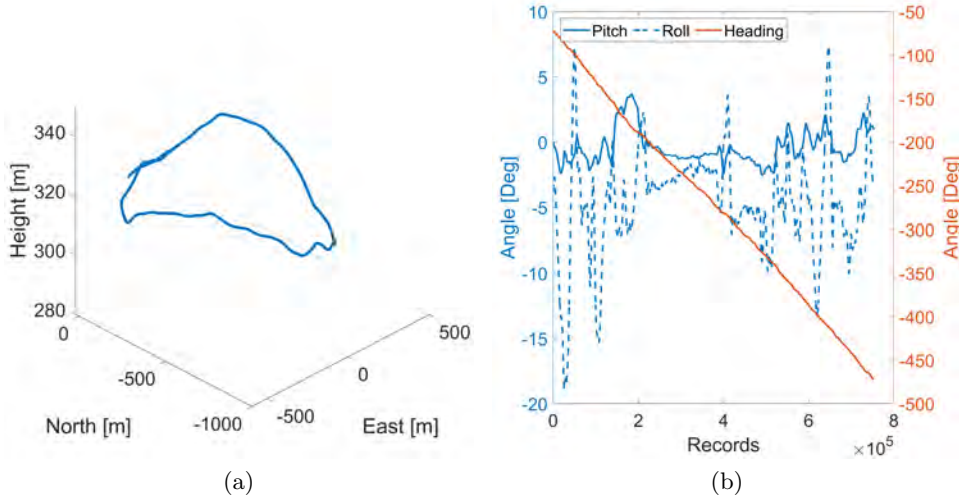 340
320
300
280
Height [m]
0
-500
-1000
North [m]
-500
0
500
East [m]
(a)
Pitch Roll Heading
10
5
0
-5
-10
-15
-20
Angle [Deg]
-50
-100
-150
-200
-250
-300
-350
-400
-450
-500
Angle [Deg]
0 2 4 6 8
×10^5
Records
(b)